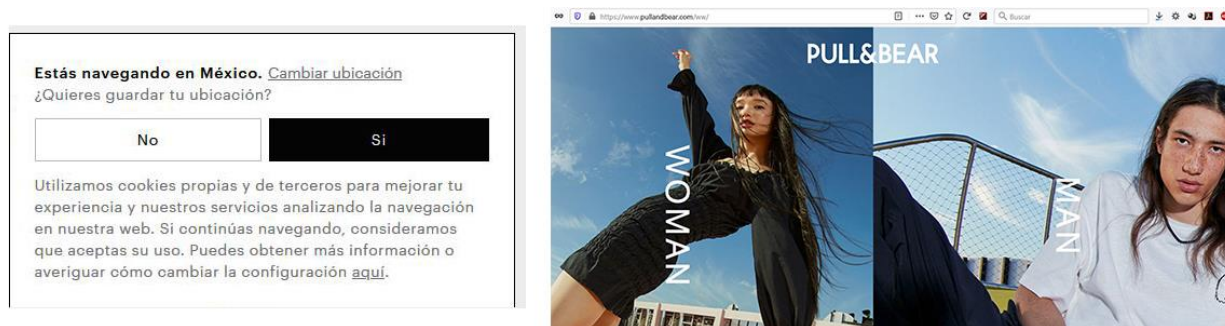 Estás navegando en México. Cambiar ubicación
¿Quieres guardar tu ubicación?
No
Si
Utilizamos cookies propias y de terceros para mejorar tu
experiencia y nuestros servicios analizando la navegación
en nuestra web. Si continúas navegando, consideramos
que aceptas su uso. Puedes obtener más información o
averiguar cómo cambiar la configuración aquí.
https://www.pullandbear.com/ww/
Buscar
PULL&BEAR
WOMAN
MAN